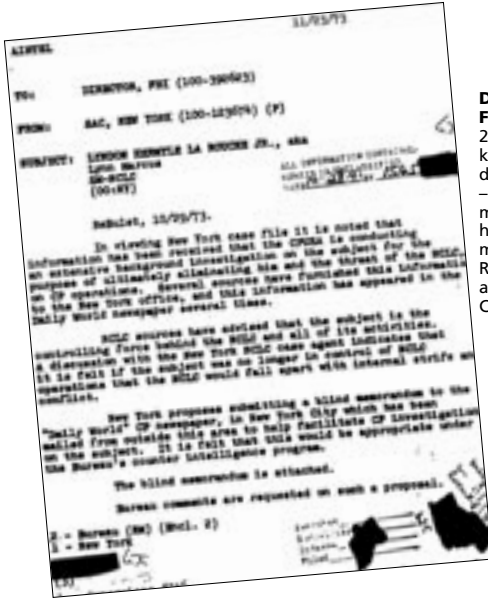 11/23/73
AIRTEL
TO: DIRECTOR, FBI (100-
FROM: SAC, NEW YORK (100- (P)
SUBJECT: LYNDON LA ROUCHE JR., aka
Lynn Marcus
SM-NCLC
(OO:NY)
ReBulet, 10/29/73.
In viewing New York case file it is noted that
information has been received that the CPUSA is conducting
an extensive background investigation on the subject for the
purpose of ultimately eliminating him and the threat of the NCLC,
on CP operations. Several sources have furnished this information
to the New York office, and this information has appeared in the
Daily World newspaper several times.
NCLC sources have advised that the subject is the
controlling force behind the NCLC and all of its activities.
A discussion with the New York NCLC case agent indicates that
it is felt if the subject was no longer in control of NCLC
operations that the NCLC would fall apart with internal strife and
conflict.
New York proposes submitting a blind memorandum to the
"Daily World" CP newspaper, in New York City which has been
mailed from outside this area to help facilitate CP investigation
on the subject. It is felt that this would be appropriate under
the Bureau's counter intelligence program.
The blind memorandum is attached.
Bureau comments are requested on such a proposal.
2 - Bureau (RM) (Encl. 2)
1 - New York
ALL INFORMATION CONTAINED
D
F
2
k
d
–
m
h
m
R
a
C